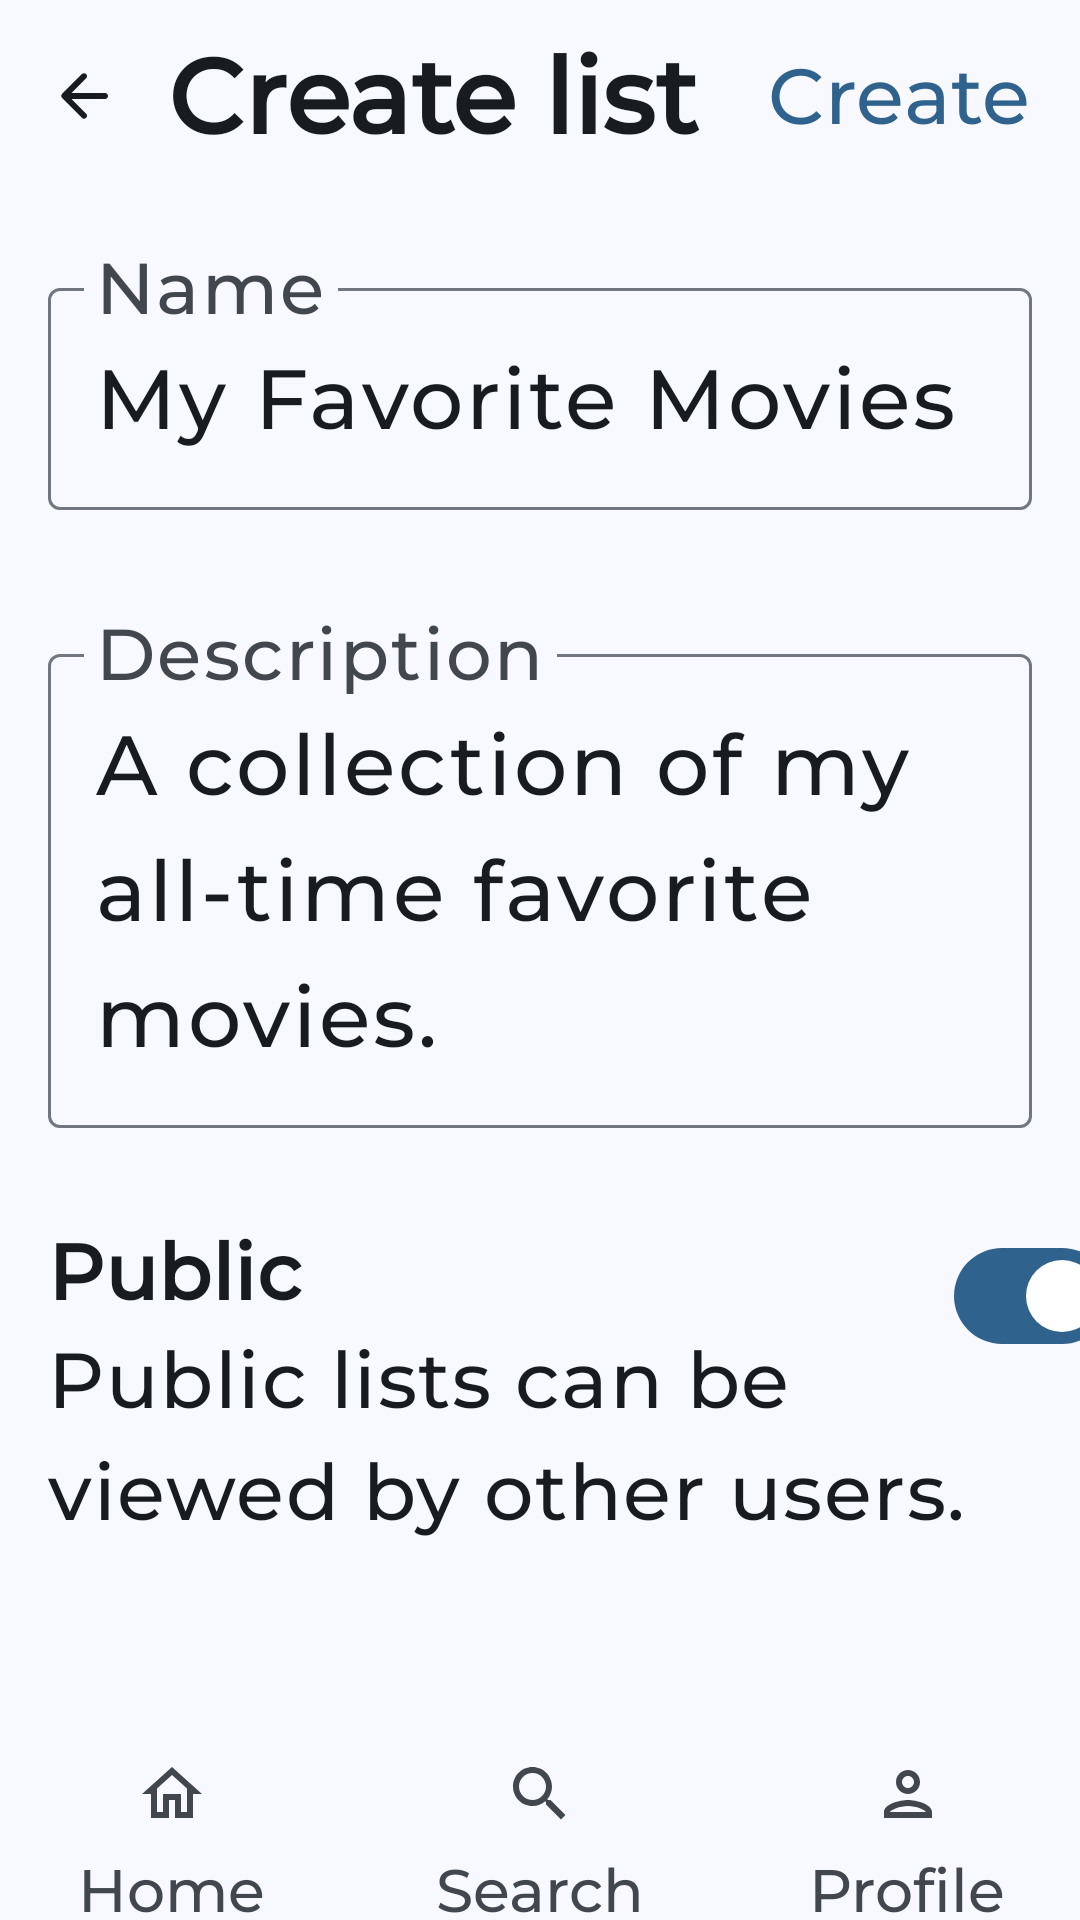 Create list
Create
Name
My Favorite Movies
Description
A collection of my
all-time favorite
movies.
Public
Public lists can be
viewed by other users.
Home
Search
Profile